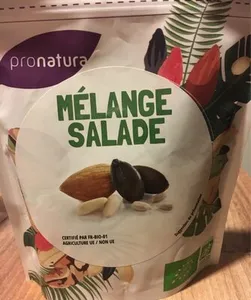 pronatura
MÉLANGE
SALADE
CERTIFIÉ PAR FR-BIO-01
AGRICULTURE UE / NON UE